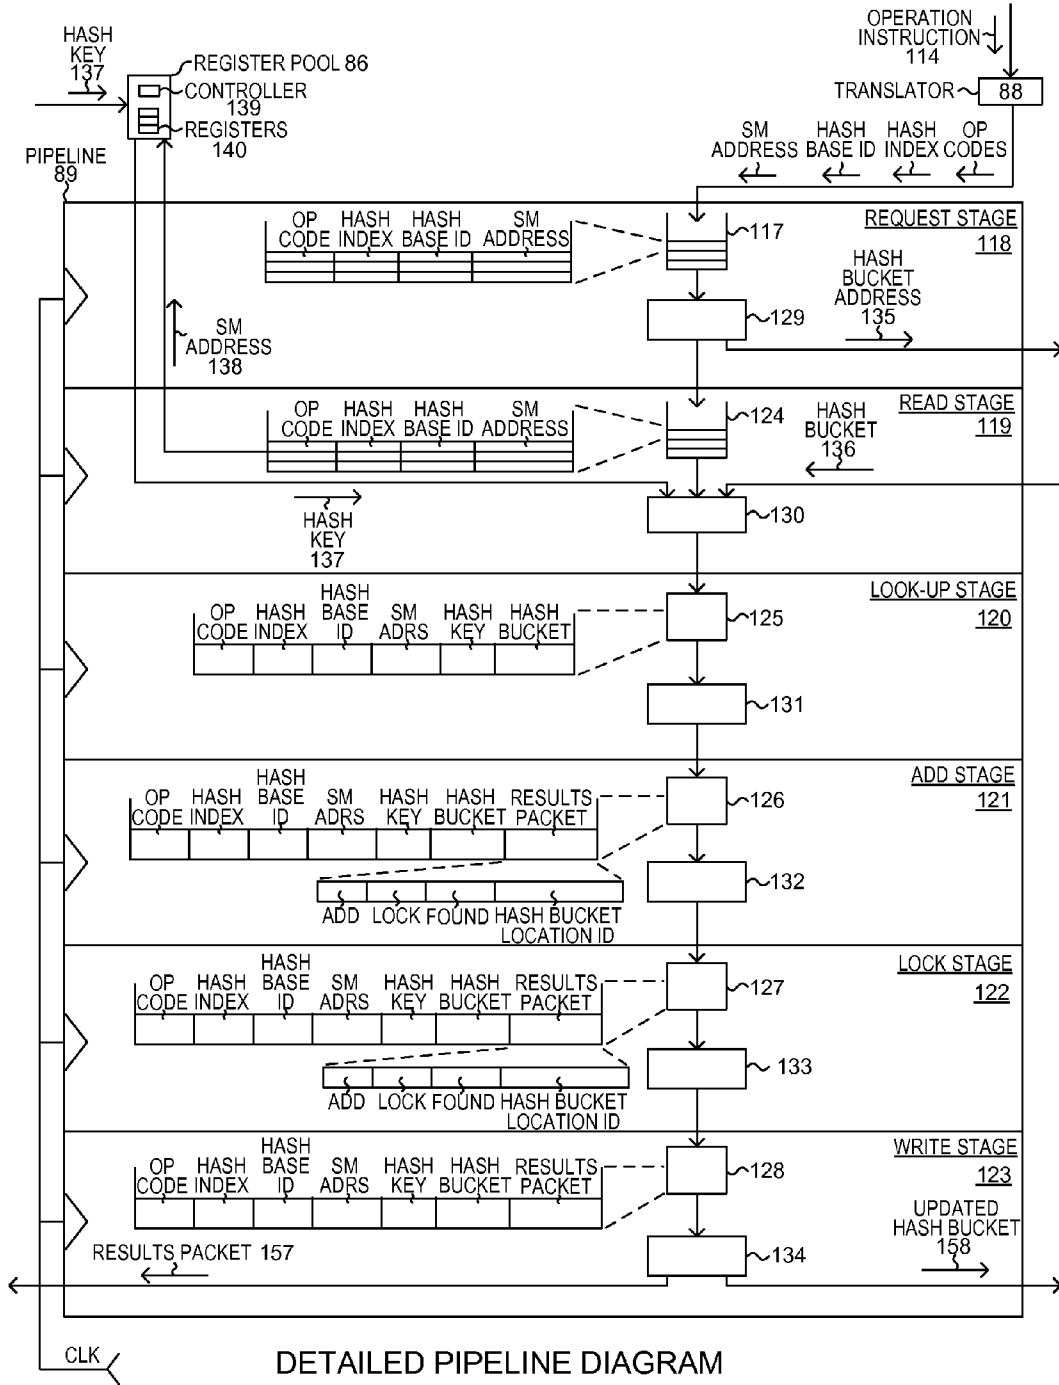 HASH
KEY
137
REGISTER POOL 86
CONTROLLER
139
REGISTERS
140
OPERATION
INSTRUCTION
114
TRANSLATOR
88
SM
ADDRESS
HASH
BASE ID
HASH
INDEX
OP
CODES
PIPELINE
89
OP
CODE
HASH
INDEX
HASH
BASE ID
SM
ADDRESS
117
REQUEST STAGE
118
129
HASH
BUCKET
ADDRESS
135
SM
ADDRESS
138
OP
CODE
HASH
INDEX
HASH
BASE ID
SM
ADDRESS
124
READ STAGE
119
HASH
BUCKET
136
HASH
KEY
137
130
OP
CODE
HASH
INDEX
HASH
BASE
ID
SM
ADRS
HASH
KEY
HASH
BUCKET
125
LOOK-UP STAGE
120
131
OP
CODE
HASH
INDEX
HASH
BASE
ID
SM
ADRS
HASH
KEY
HASH
BUCKET
RESULTS
PACKET
126
ADD STAGE
121
132
ADD
LOCK
FOUND
HASH BUCKET
LOCATION ID
OP
CODE
HASH
INDEX
HASH
BASE
ID
SM
ADRS
HASH
KEY
HASH
BUCKET
RESULTS
PACKET
127
LOCK STAGE
122
133
ADD
LOCK
FOUND
HASH BUCKET
LOCATION ID
OP
CODE
HASH
INDEX
HASH
BASE
ID
SM
ADRS
HASH
KEY
HASH
BUCKET
RESULTS
PACKET
128
WRITE STAGE
123
134
UPDATED
HASH BUCKET
158
RESULTS PACKET 157
CLK
DETAILED PIPELINE DIAGRAM